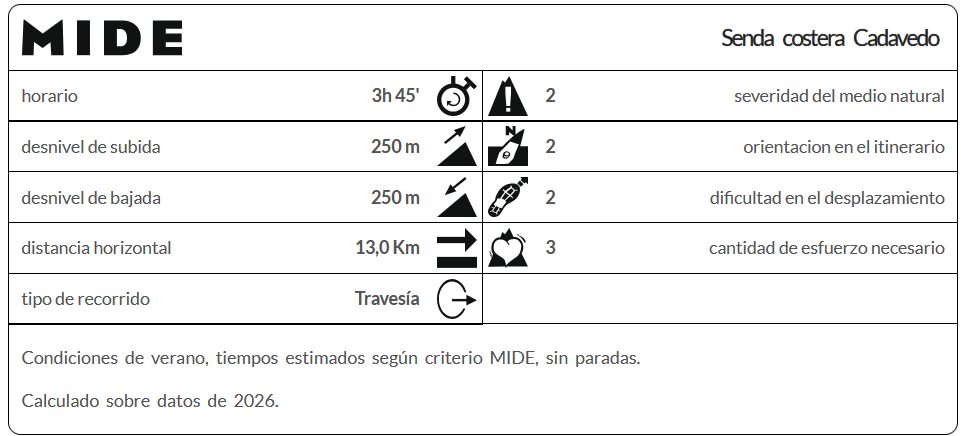 MIDE Senda costera Cadavedo
horario 3h 45' 2 severidad del medio natural
desnivel de subida 250 m N 2 orientacion en el itinerario
desnivel de bajada 250 m 2 dificultad en el desplazamiento
distancia horizontal 13,0 Km 3 cantidad de esfuerzo necesario
tipo de recorrido Travesía
Condiciones de verano, tiempos estimados según criterio MIDE, sin paradas.
Calculado sobre datos de 2026.